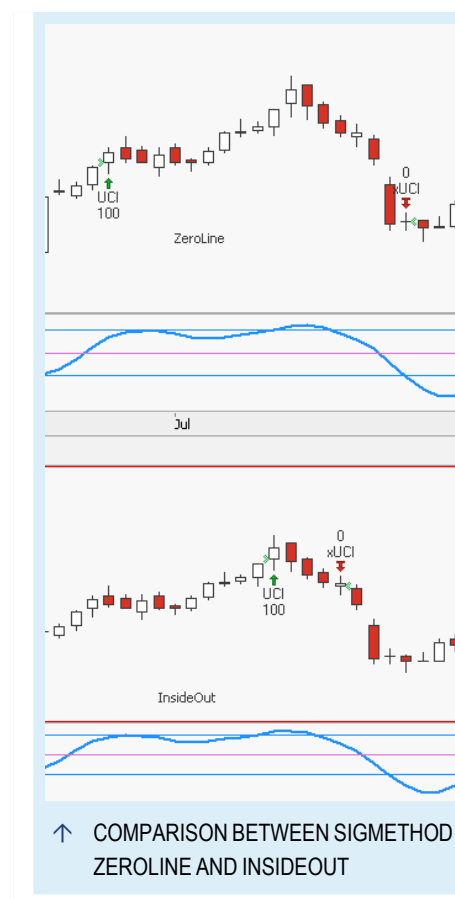 0
xUCI
UCI
100
ZeroLine
Jul
0
xUCI
UCI
100
InsideOut
↑ COMPARISON BETWEEN SIGMETHOD
ZEROLINE AND INSIDEOUT